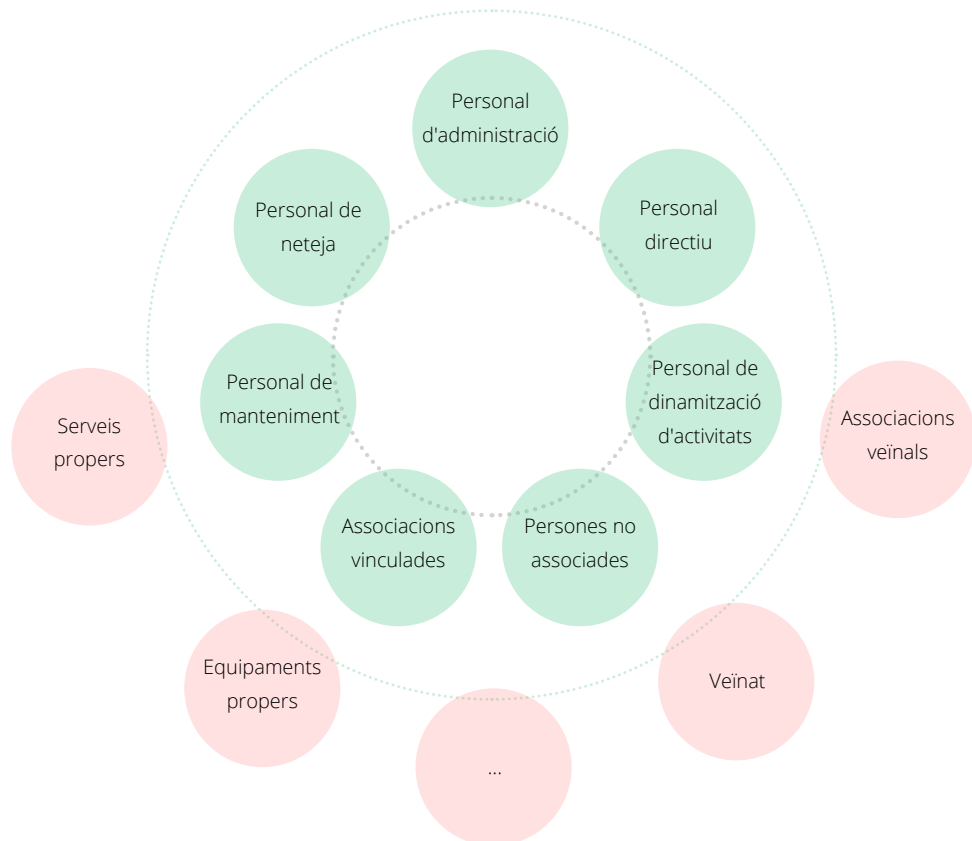 Personal
d'administració
Personal de
neteja
Personal
directiu
Personal de
manteniment
Personal de
dinamització
d'activitats
Serveis
propers
Associacions
veïnals
Associacions
vinculades
Persones no
associades
Equipaments
propers
Veïnat
...